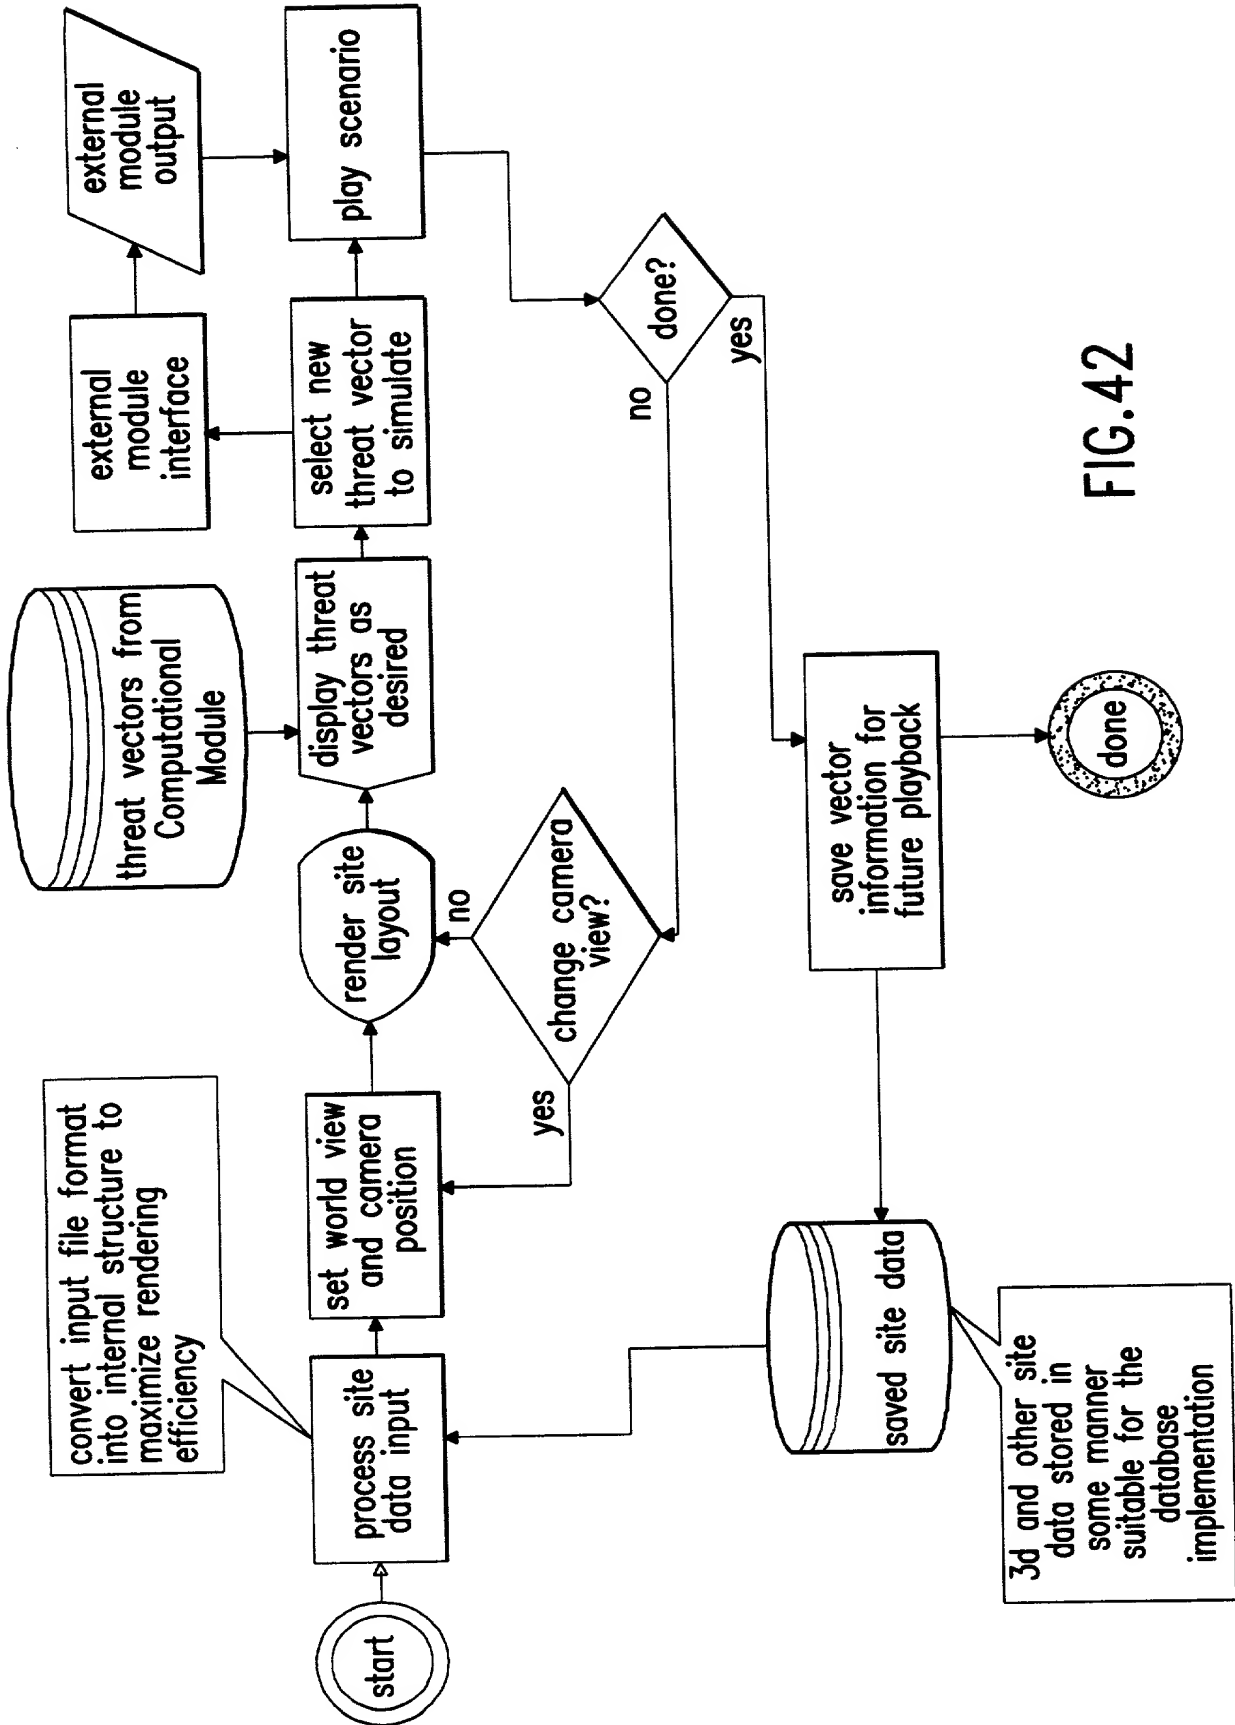 convert input file format
into internal structure to
maximize rendering
efficiency
threat vectors from
Computational
Module
external
module
interface
external
module
output
start
process site
data input
set world view
and camera
position
render site
layout
display threat
vectors as
desired
select new
threat vector
to simulate
play scenario
yes
change camera
view?
no
no
done?
yes
saved site data
save vector
information for
future playback
done
3d and other site
data stored in
some manner
suitable for the
database
implementation
FIG.42